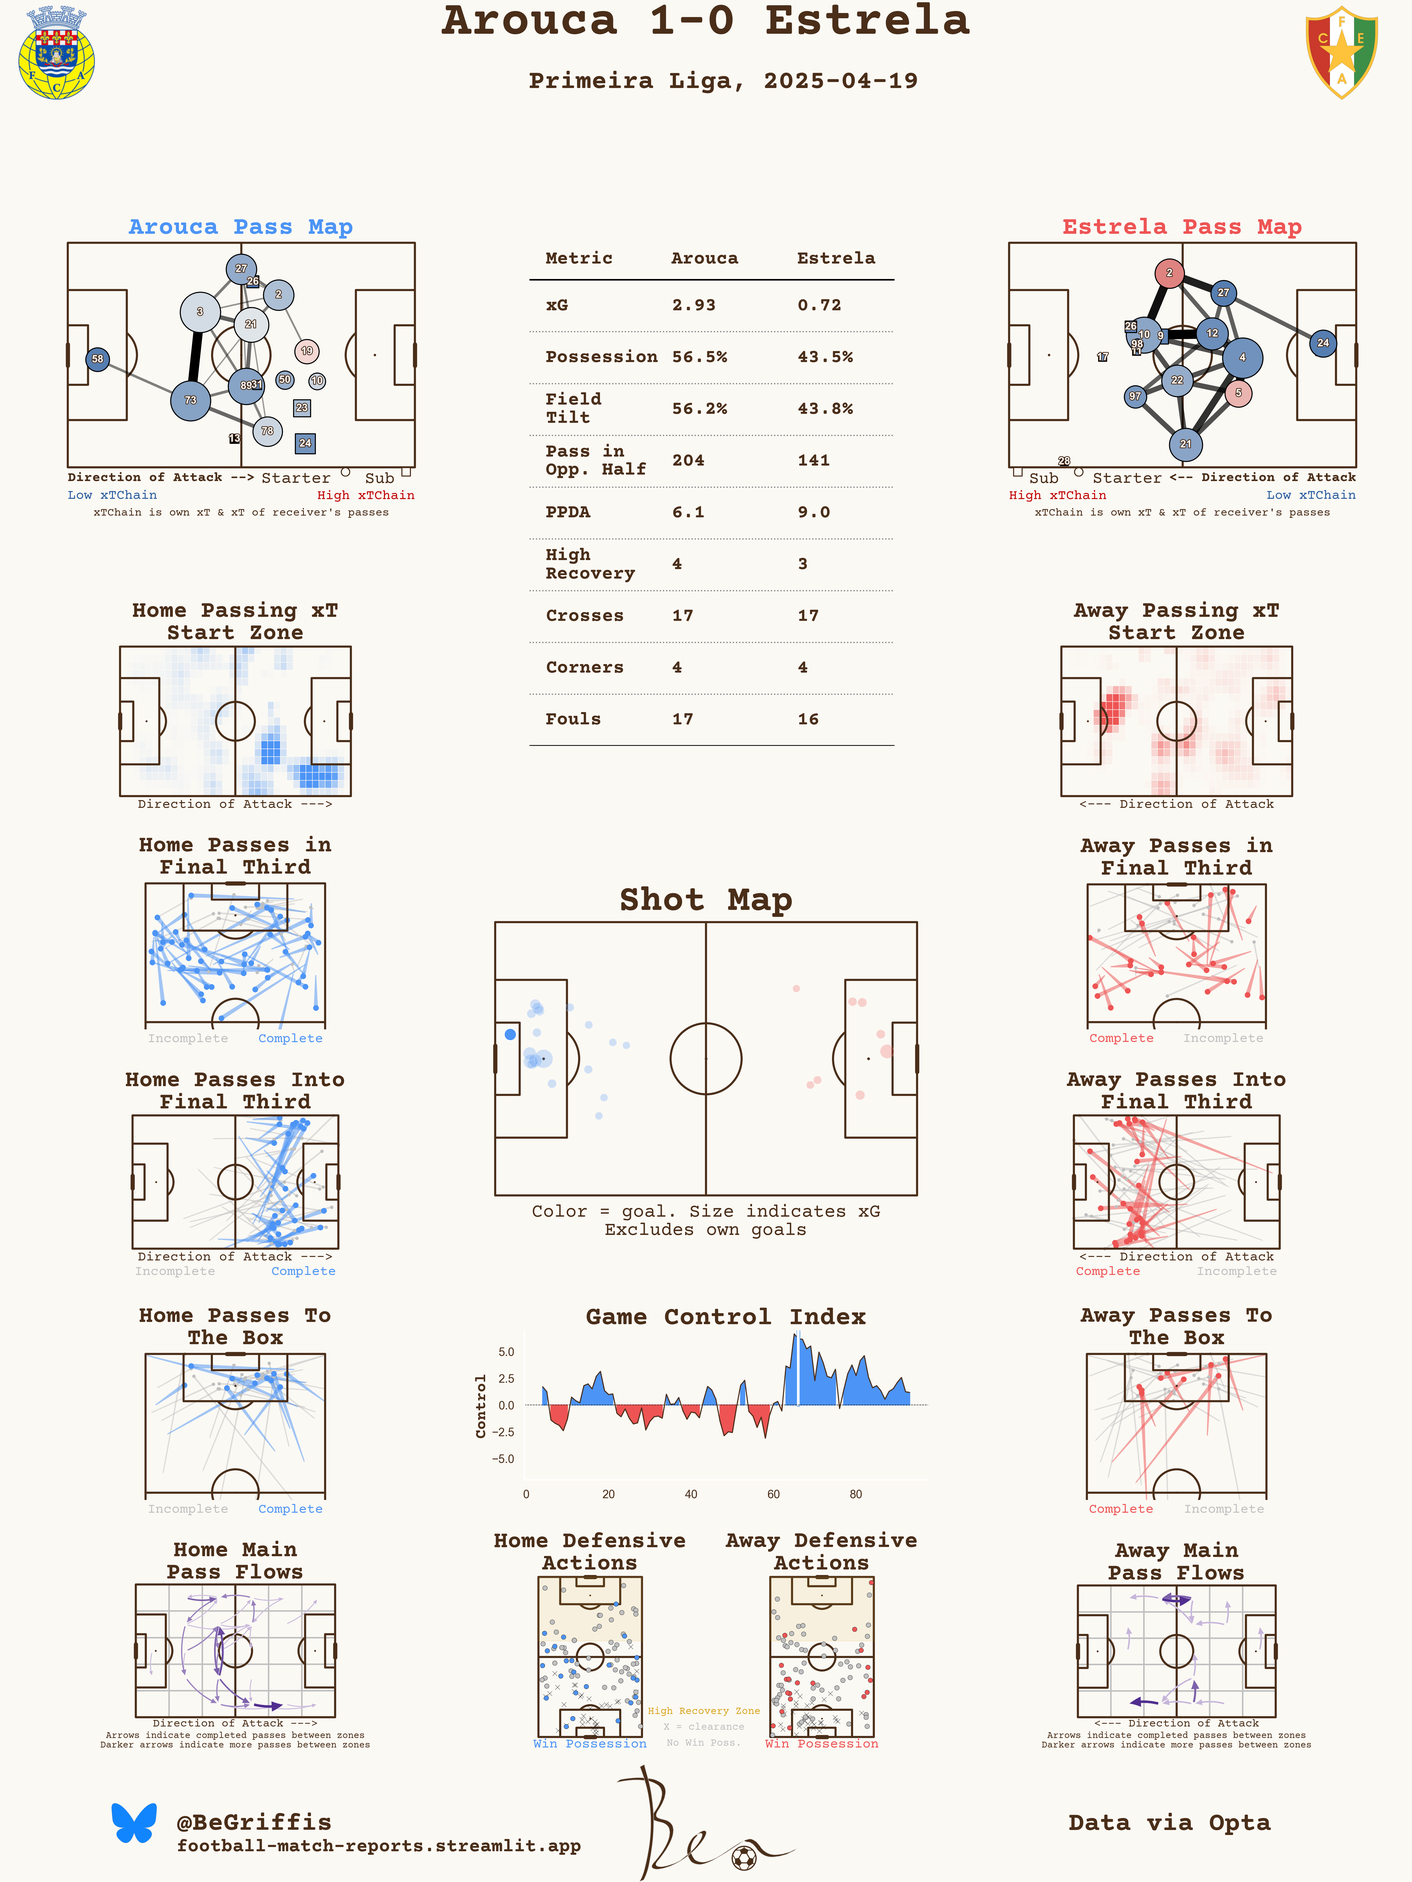 Arouca 1-0 Estrela
Primeira Liga, 2025-04-19
F A
C
F
C E
A
Arouca Pass Map
27
26
2
3
21
19
58
89
31
50
10
73
23
78
13
24
Direction of Attack --> Starter Sub
Low xTChain High xTChain
xTChain is own xT & xT of receiver's passes
Metric Arouca Estrela
xG 2.93 0.72
Possession 56.5% 43.5%
Field
Tilt 56.2% 43.8%
Pass in
Opp. Half 204 141
PPDA 6.1 9.0
High
Recovery 4 3
Crosses 17 17
Corners 4 4
Fouls 17 16
Estrela Pass Map
2
27
26
10
9
12
98
11
17
4
24
22
5
97
21
28
Sub Starter <-- Direction of Attack
High xTChain Low xTChain
xTChain is own xT & xT of receiver's passes
Home Passing xT
Start Zone
Direction of Attack --->
Away Passing xT
Start Zone
<--- Direction of Attack
Home Passes in
Final Third
Incomplete Complete
Away Passes in
Final Third
Complete Incomplete
Shot Map
Color = goal. Size indicates xG
Excludes own goals
Home Passes Into
Final Third
Direction of Attack --->
Incomplete Complete
Away Passes Into
Final Third
<--- Direction of Attack
Complete Incomplete
Home Passes To
The Box
Incomplete Complete
Game Control Index
Control
5.0
2.5
0.0
−2.5
−5.0
0 20 40 60 80
Away Passes To
The Box
Complete Incomplete
Home Main
Pass Flows
Direction of Attack --->
Arrows indicate completed passes between zones
Darker arrows indicate more passes between zones
Home Defensive
Actions
Win Possession
Away Defensive
Actions
Win Possession
High Recovery Zone
X = clearance
No Win Poss.
Away Main
Pass Flows
<--- Direction of Attack
Arrows indicate completed passes between zones
Darker arrows indicate more passes between zones
@BeGriffis
football-match-reports.streamlit.app
Ben
Data via Opta